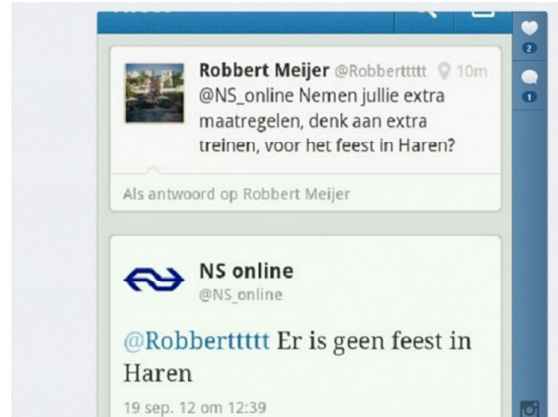 Robbert Meijer @Robberttttt 10m
@NS_online Nemen jullie extra
maatregelen, denk aan extra
treinen, voor het feest in Haren?
Als antwoord op Robbert Meijer
NS online
@NS_online
@Robberttttt Er is geen feest in
Haren
19 sep. 12 om 12:39
2
1